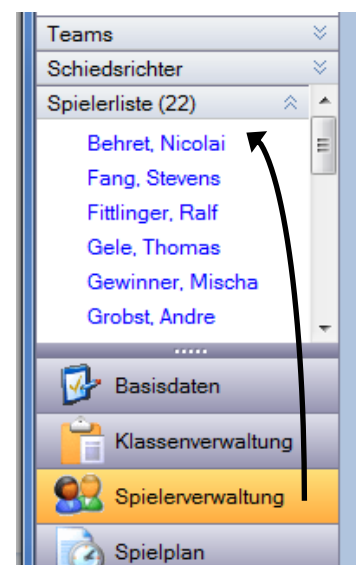 Teams
Schiedsrichter
Spielerliste (22)
Behret, Nicolai
Fang, Stevens
Fittlinger, Ralf
Gele, Thomas
Gewinner, Mischa
Grobst, Andre
Basisdaten
Klassenverwaltung
Spielerverwaltung
Spielplan